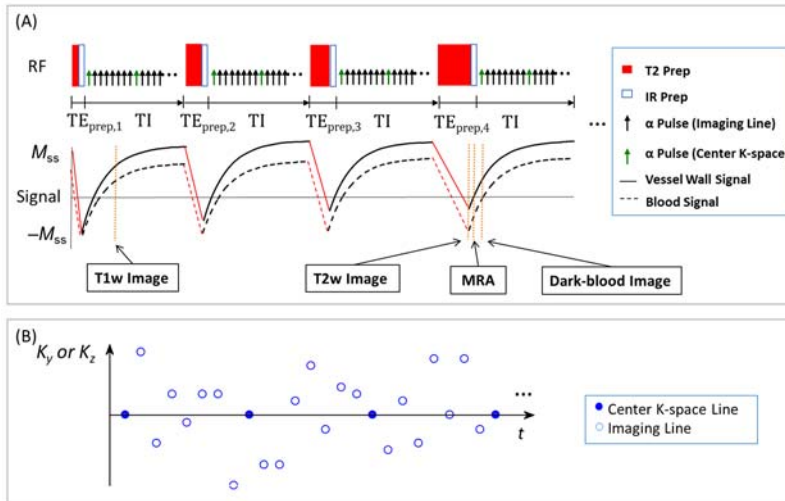 (A)
RF
TEprep,1 TI TEprep,2 TI TEprep,3 TI TEprep,4 TI
...
Mss
Signal
−Mss
T1w Image
T2w Image
MRA
Dark-blood Image
T2 Prep
IR Prep
α Pulse (Imaging Line)
α Pulse (Center K-space
Vessel Wall Signal
Blood Signal
(B)
Ky or Kz
...
t
Center K-space Line
Imaging Line